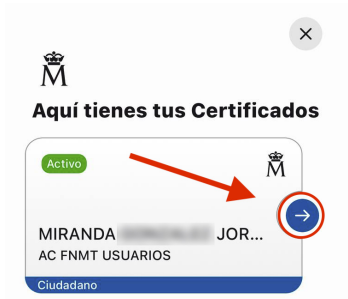 Aquí tienes tus Certificados
Activo
MIRANDA JOR...
AC FNMT USUARIOS
Ciudadano